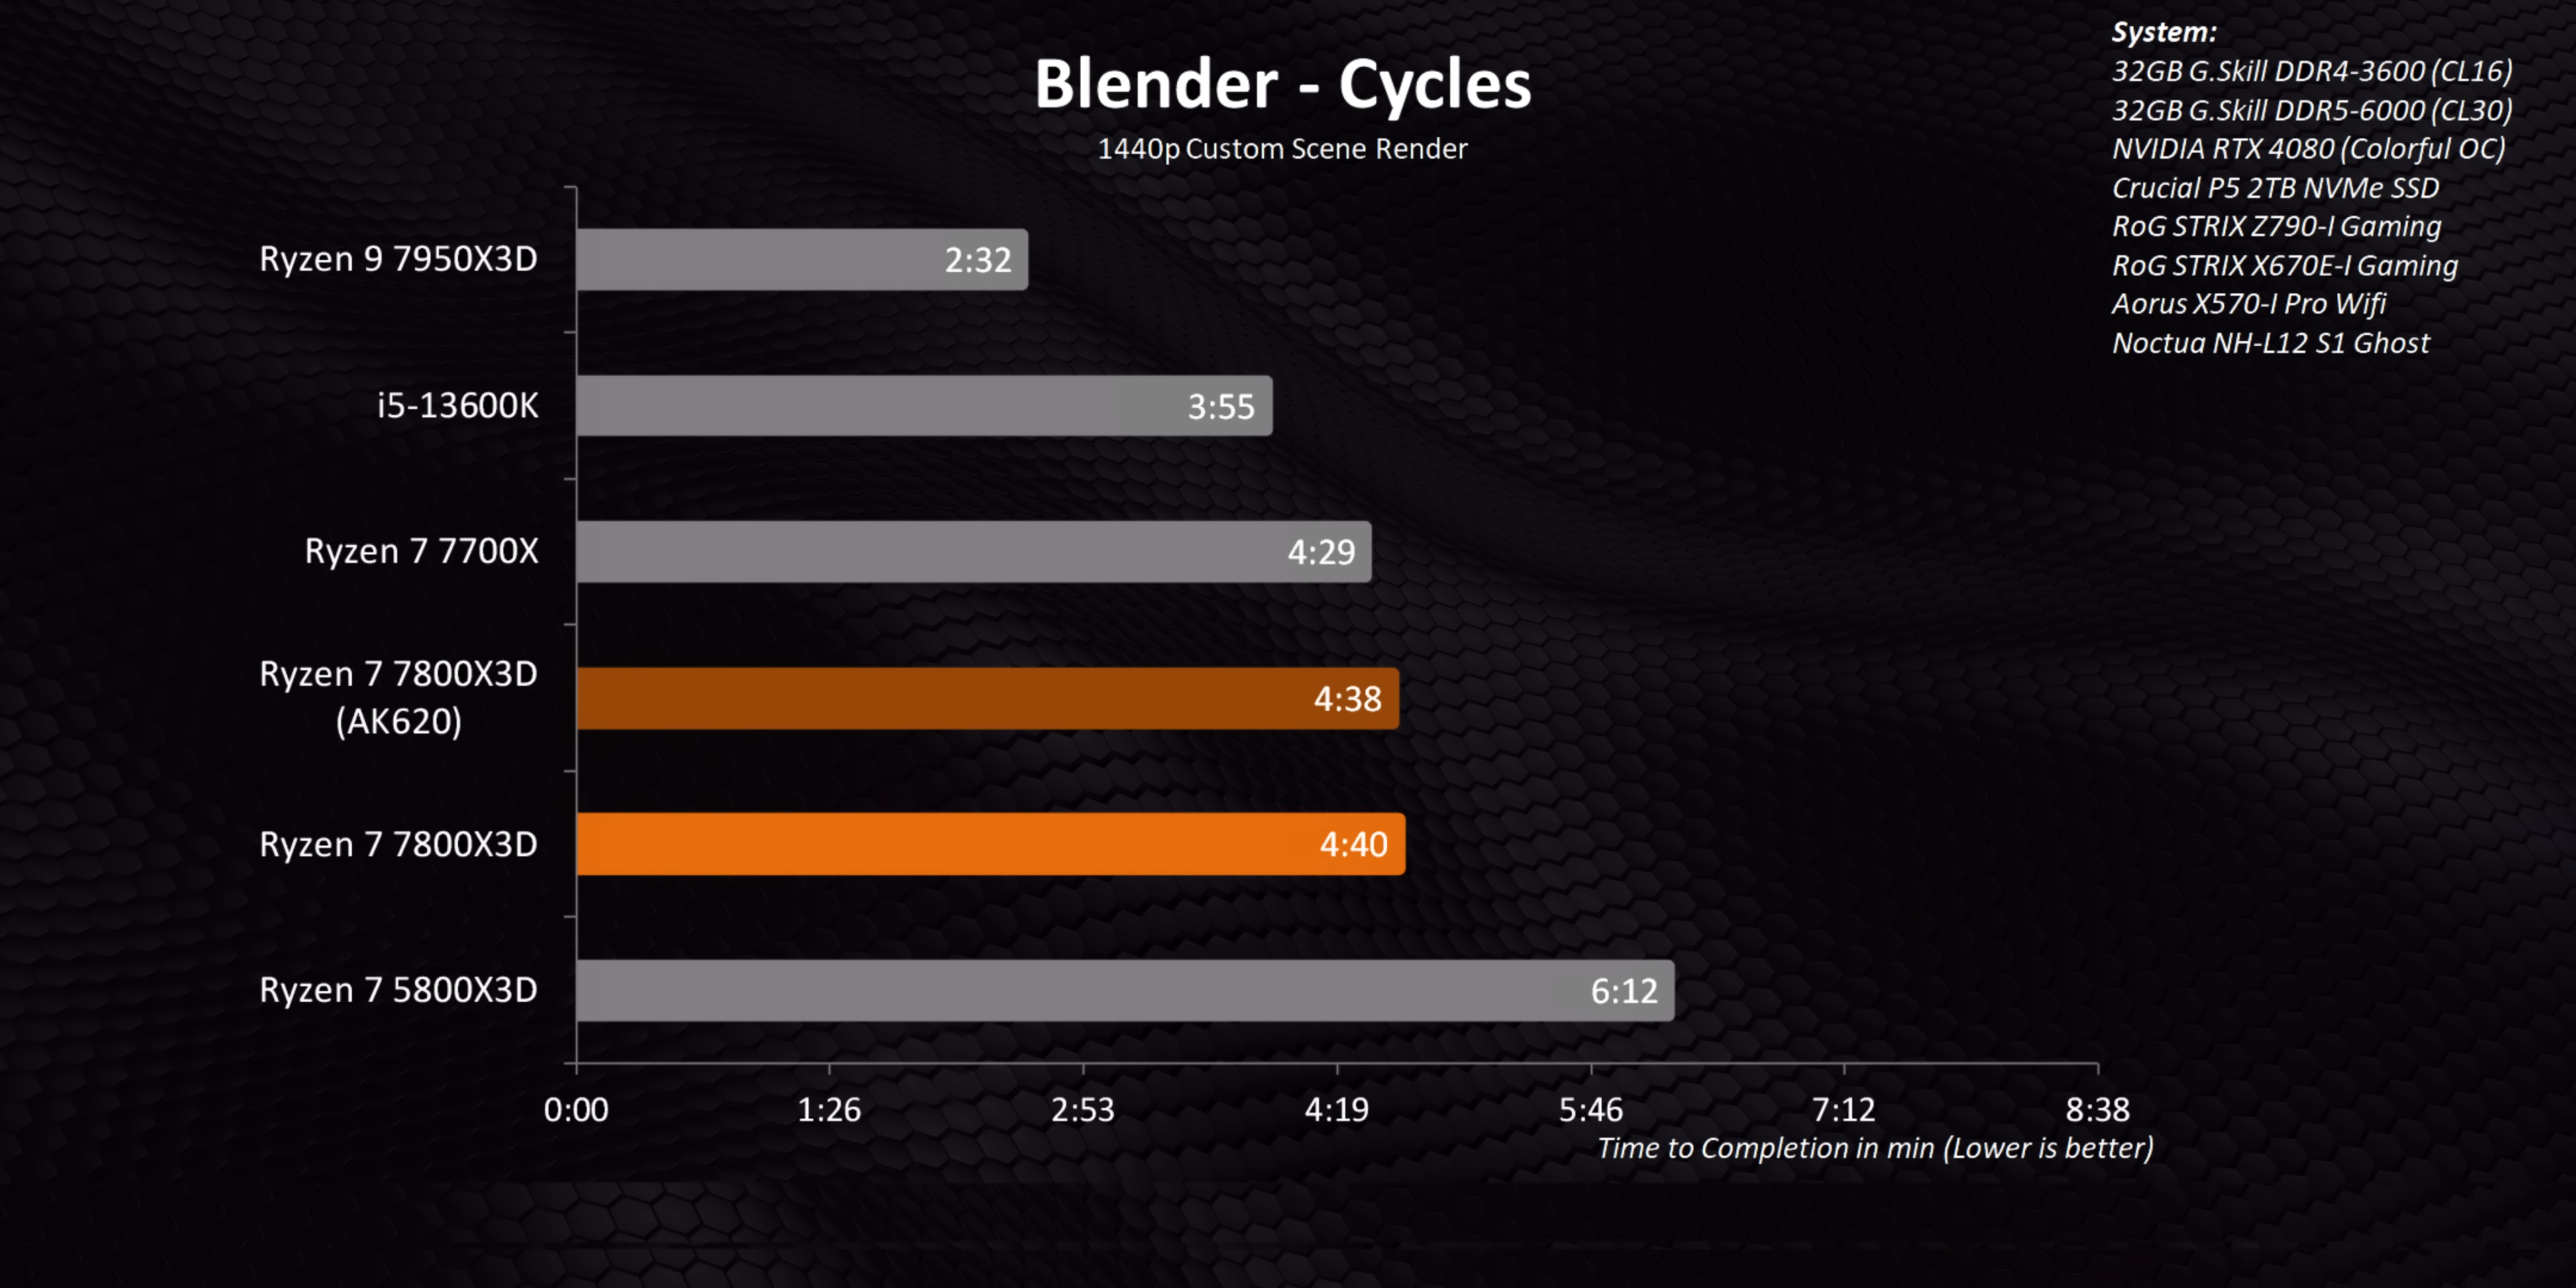 System:
32GB G.Skill DDR4-3600 (CL16)
32GB G.Skill DDR5-6000 (CL30)
NVIDIA RTX 4080 (Colorful OC)
Crucial P5 2TB NVMe SSD
RoG STRIX Z790-I Gaming
RoG STRIX X670E-I Gaming
Aorus X570-I Pro Wifi
Noctua NH-L12 S1 Ghost
Blender - Cycles
1440p Custom Scene Render
Ryzen 9 7950X3D 2:32
i5-13600K 3:55
Ryzen 7 7700X 4:29
Ryzen 7 7800X3D
(AK620) 4:38
Ryzen 7 7800X3D 4:40
Ryzen 7 5800X3D 6:12
0:00 1:26 2:53 4:19 5:46 7:12 8:38
Time to Completion in min (Lower is better)